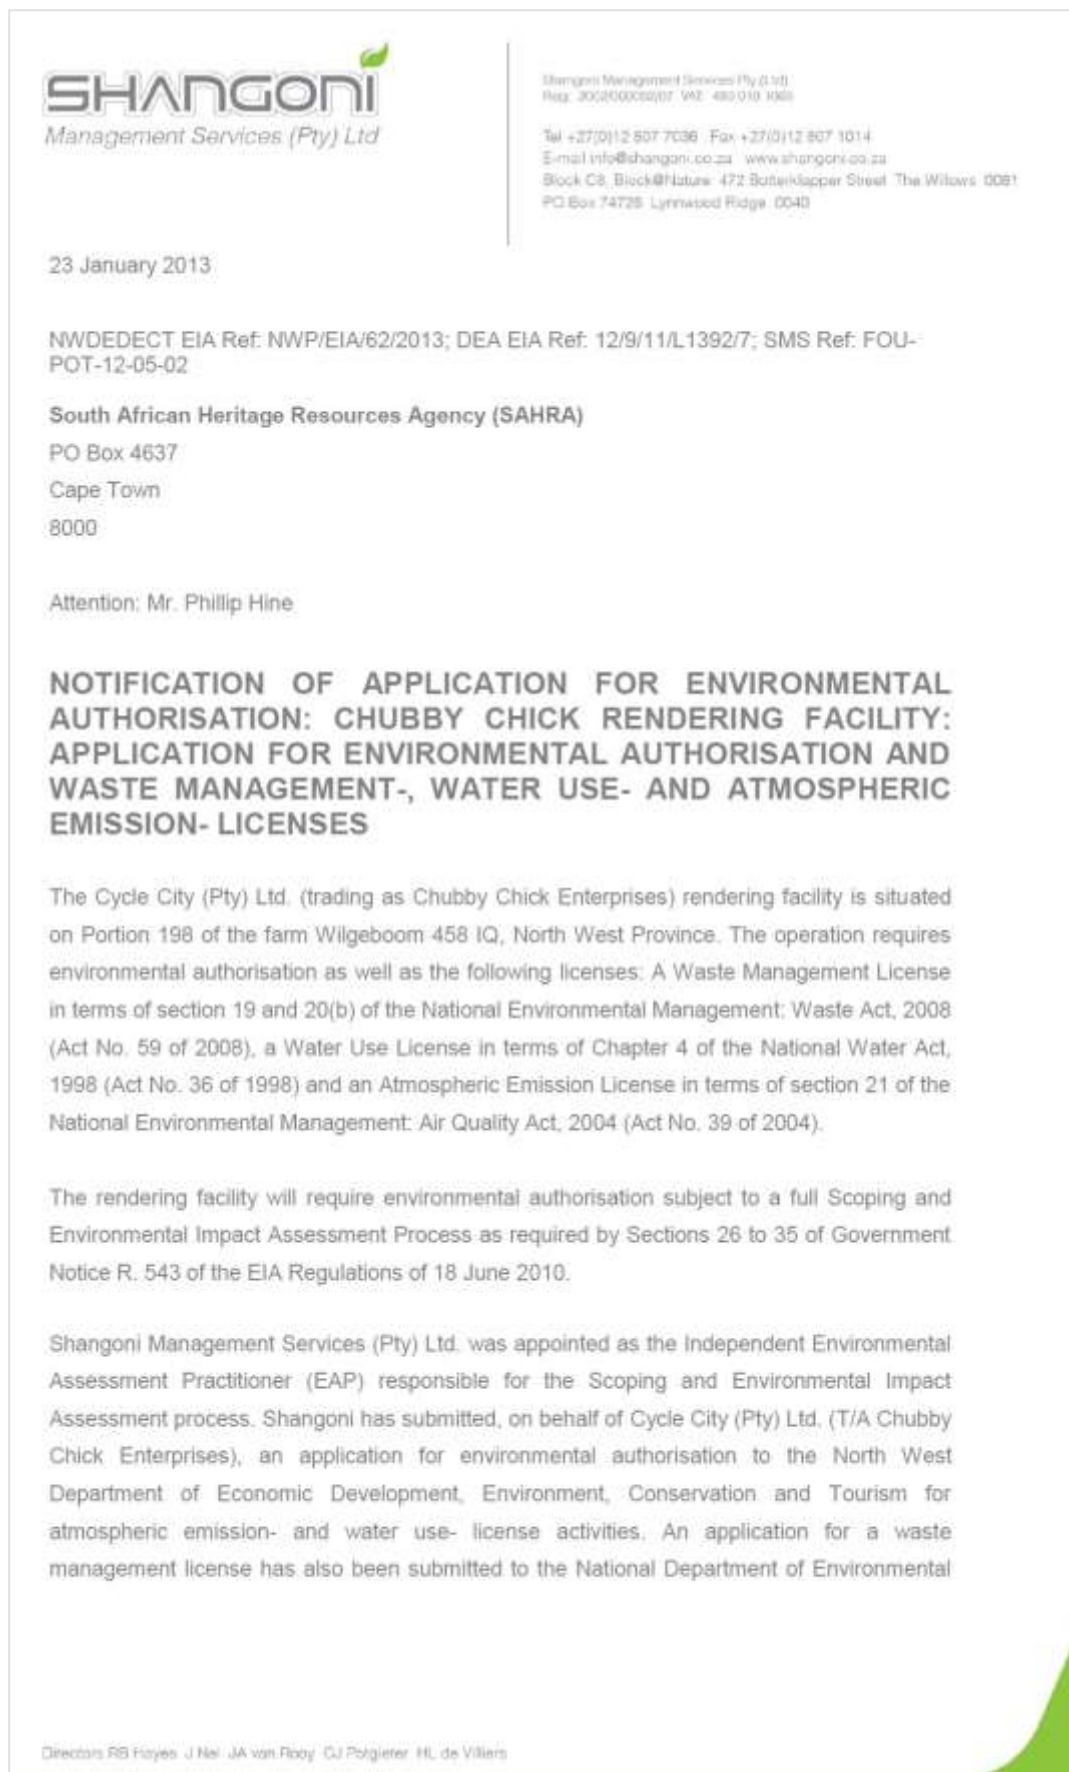 SHANGONI
Management Services (Pty) Ltd
Shangoni Management Services Pty (Ltd)
Tel +27(0)12 807 7036 Fax +27(0)12 807 1014
E-mail info@shangoni.co.za www.shangoni.co.za
Block C8, Block@Nature 472 Botterklapper Street The Willows 0081
PO Box 74726 Lynnwood Ridge 0040
23 January 2013
NWDEDECT EIA Ref: NWP/EIA/62/2013; DEA EIA Ref: 12/9/11/L1392/7; SMS Ref: FOU-
POT-12-05-02
South African Heritage Resources Agency (SAHRA)
PO Box 4637
Cape Town
8000
Attention: Mr. Phillip Hine
NOTIFICATION OF APPLICATION FOR ENVIRONMENTAL
AUTHORISATION: CHUBBY CHICK RENDERING FACILITY:
APPLICATION FOR ENVIRONMENTAL AUTHORISATION AND
WASTE MANAGEMENT-, WATER USE- AND ATMOSPHERIC
EMISSION- LICENSES
The Cycle City (Pty) Ltd. (trading as Chubby Chick Enterprises) rendering facility is situated
on Portion 198 of the farm Wilgeboom 458 IQ, North West Province. The operation requires
environmental authorisation as well as the following licenses: A Waste Management License
in terms of section 19 and 20(b) of the National Environmental Management: Waste Act, 2008
(Act No. 59 of 2008), a Water Use License in terms of Chapter 4 of the National Water Act,
1998 (Act No. 36 of 1998) and an Atmospheric Emission License in terms of section 21 of the
National Environmental Management: Air Quality Act, 2004 (Act No. 39 of 2004).
The rendering facility will require environmental authorisation subject to a full Scoping and
Environmental Impact Assessment Process as required by Sections 26 to 35 of Government
Notice R. 543 of the EIA Regulations of 18 June 2010.
Shangoni Management Services (Pty) Ltd. was appointed as the Independent Environmental
Assessment Practitioner (EAP) responsible for the Scoping and Environmental Impact
Assessment process. Shangoni has submitted, on behalf of Cycle City (Pty) Ltd. (T/A Chubby
Chick Enterprises), an application for environmental authorisation to the North West
Department of Economic Development, Environment, Conservation and Tourism for
atmospheric emission- and water use- license activities. An application for a waste
management license has also been submitted to the National Department of Environmental
Directors RB Hayes J Nel JA van Rooy CJ Potgieter HL de Villiers